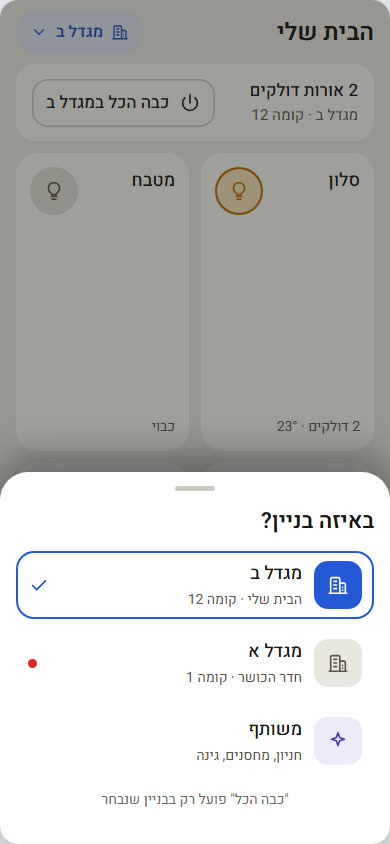 הבית שלי
מגדל ב
2 אורות דולקים
מגדל ב · קומה 12
כבה הכל במגדל ב
סלון
2 דולקים · 23°
מטבח
כבוי
באיזה בניין?
מגדל ב
הבית שלי · קומה 12
מגדל א
חדר הכושר · קומה 1
משותף
חניון, מחסנים, גינה
"כבה הכל" פועל רק בבניין שנבחר